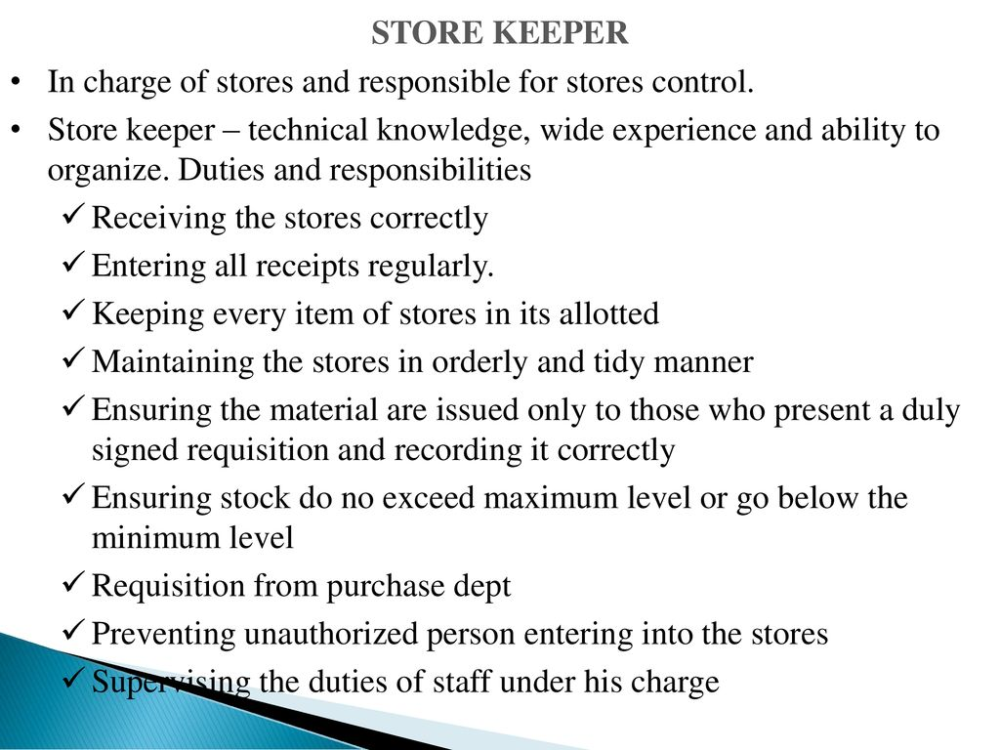 STORE KEEPER
• In charge of stores and responsible for stores control.
• Store keeper – technical knowledge, wide experience and ability to
organize. Duties and responsibilities
✓ Receiving the stores correctly
✓ Entering all receipts regularly.
✓ Keeping every item of stores in its allotted
✓ Maintaining the stores in orderly and tidy manner
✓ Ensuring the material are issued only to those who present a duly
signed requisition and recording it correctly
✓ Ensuring stock do no exceed maximum level or go below the
minimum level
✓ Requisition from purchase dept
✓ Preventing unauthorized person entering into the stores
✓ Supervising the duties of staff under his charge